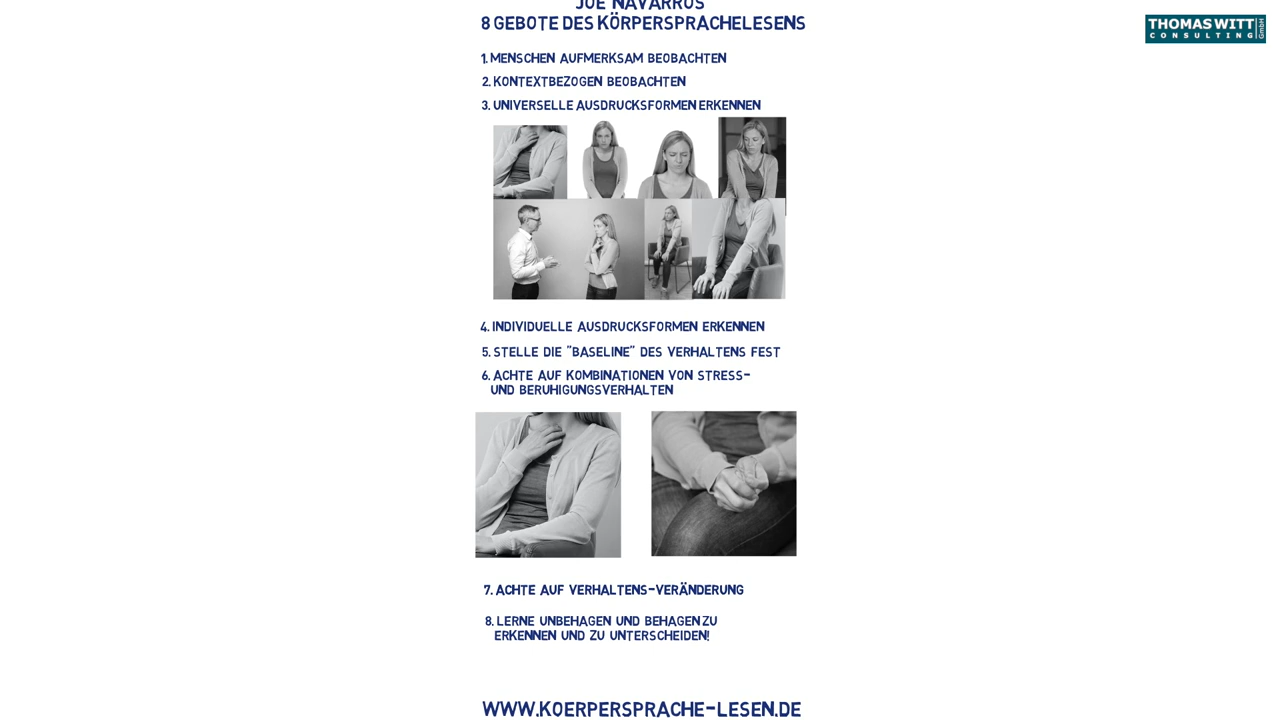 JOE NAVARROS
8 GEBOTE DES KÖRPERSPRACHELESENS
THOMAS WITT
CONSULTING
GmbH
1. MENSCHEN AUFMERKSAM BEOBACHTEN
2. KONTEXTBEZOGEN BEOBACHTEN
3. UNIVERSELLE AUSDRUCKSFORMEN ERKENNEN
4. INDIVIDUELLE AUSDRUCKSFORMEN ERKENNEN
5. STELLE DIE "BASELINE" DES VERHALTENS FEST
6. ACHTE AUF KOMBINATIONEN VON STRESS-
UND BERUHIGUNGSVERHALTEN
7. ACHTE AUF VERHALTENS-VERÄNDERUNG
8. LERNE UNBEHAGEN UND BEHAGEN ZU
ERKENNEN UND ZU UNTERSCHEIDEN!
WWW.KOERPERSPRACHE-LESEN.DE